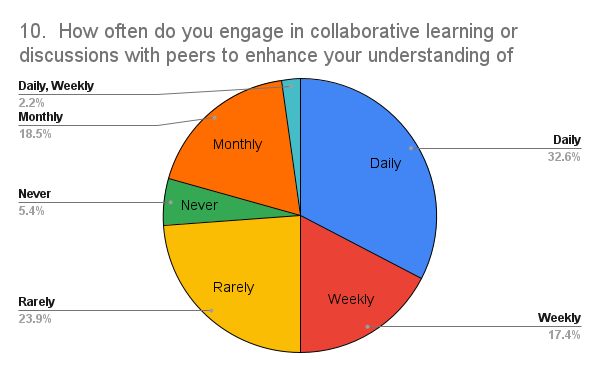 10. How often do you engage in collaborative learning or
discussions with peers to enhance your understanding of
Daily, Weekly
2.2%
Monthly
18.5%
Never
5.4%
Rarely
23.9%
Daily
32.6%
Weekly
17.4%
Monthly
Daily
Never
Rarely
Weekly